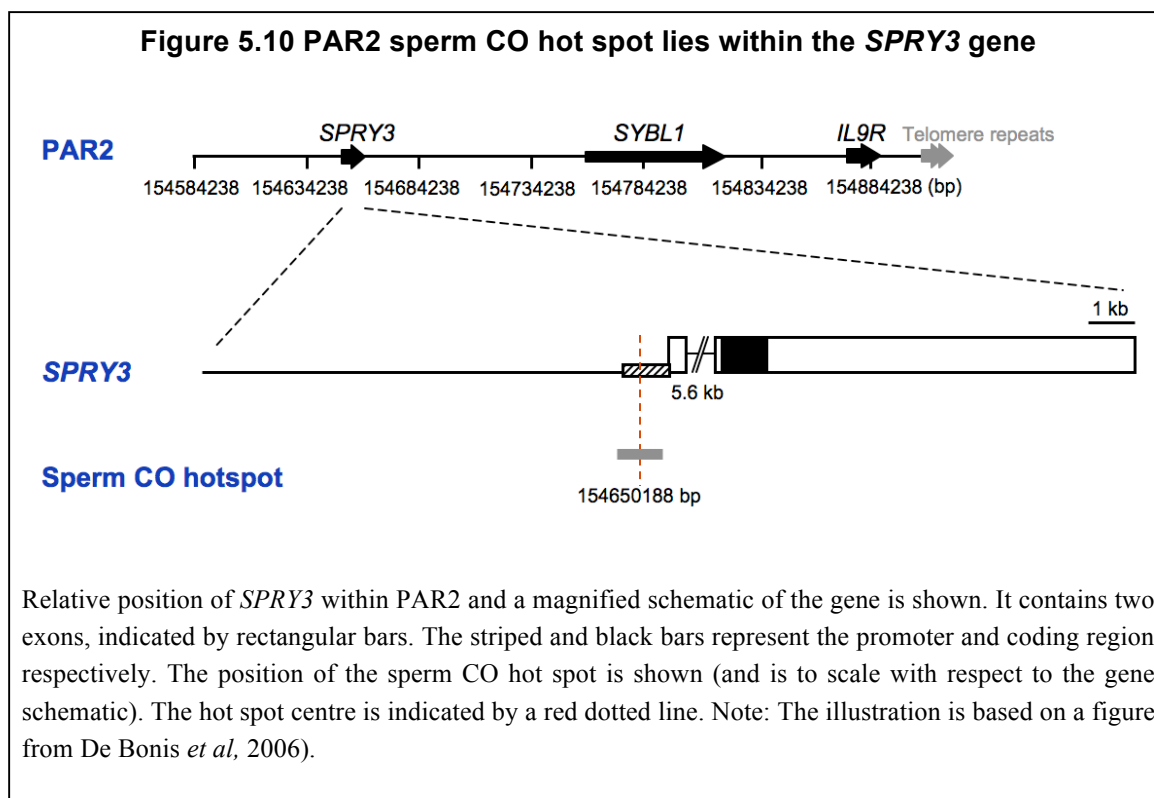 Figure 5.10 PAR2 sperm CO hot spot lies within the SPRY3 gene
SPRY3 SYBL1 IL9R Telomere repeats
PAR2
154584238 154634238 154684238 154734238 154784238 154834238 154884238 (bp)
1 kb
SPRY3
5.6 kb
Sperm CO hotspot
154650188 bp
Relative position of SPRY3 within PAR2 and a magnified schematic of the gene is shown. It contains two
exons, indicated by rectangular bars. The striped and black bars represent the promoter and coding region
respectively. The position of the sperm CO hot spot is shown (and is to scale with respect to the gene
schematic). The hot spot centre is indicated by a red dotted line. Note: The illustration is based on a figure
from De Bonis et al, 2006).